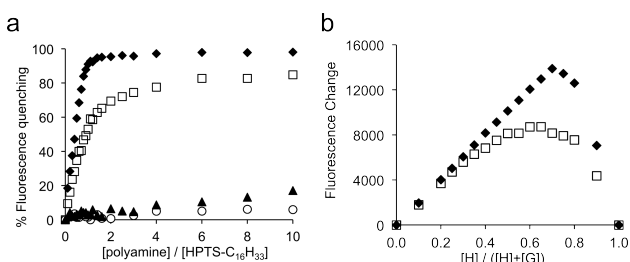 a
b
% Fluorescence quenching
100
80
60
40
20
0
0 2 4 6 8 10
[polyamine] / [HPTS-C₁₆H₃₃]
Fluorescence Change
16000
12000
8000
4000
0
0.0 0.2 0.4 0.6 0.8 1.0
[H] / ([H]+[G])